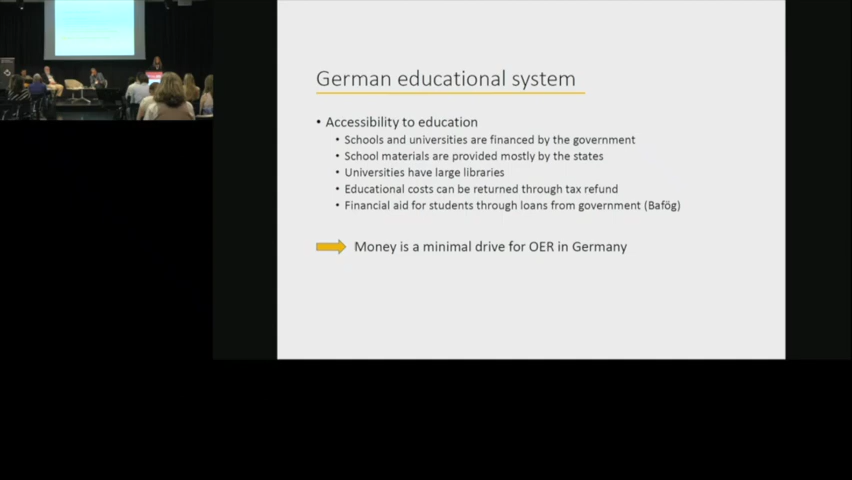 German educational system
• Accessibility to education
• Schools and universities are financed by the government
• School materials are provided mostly by the states
• Universities have large libraries
• Educational costs can be returned through tax refund
• Financial aid for students through loans from government (Bafög)
Money is a minimal drive for OER in Germany